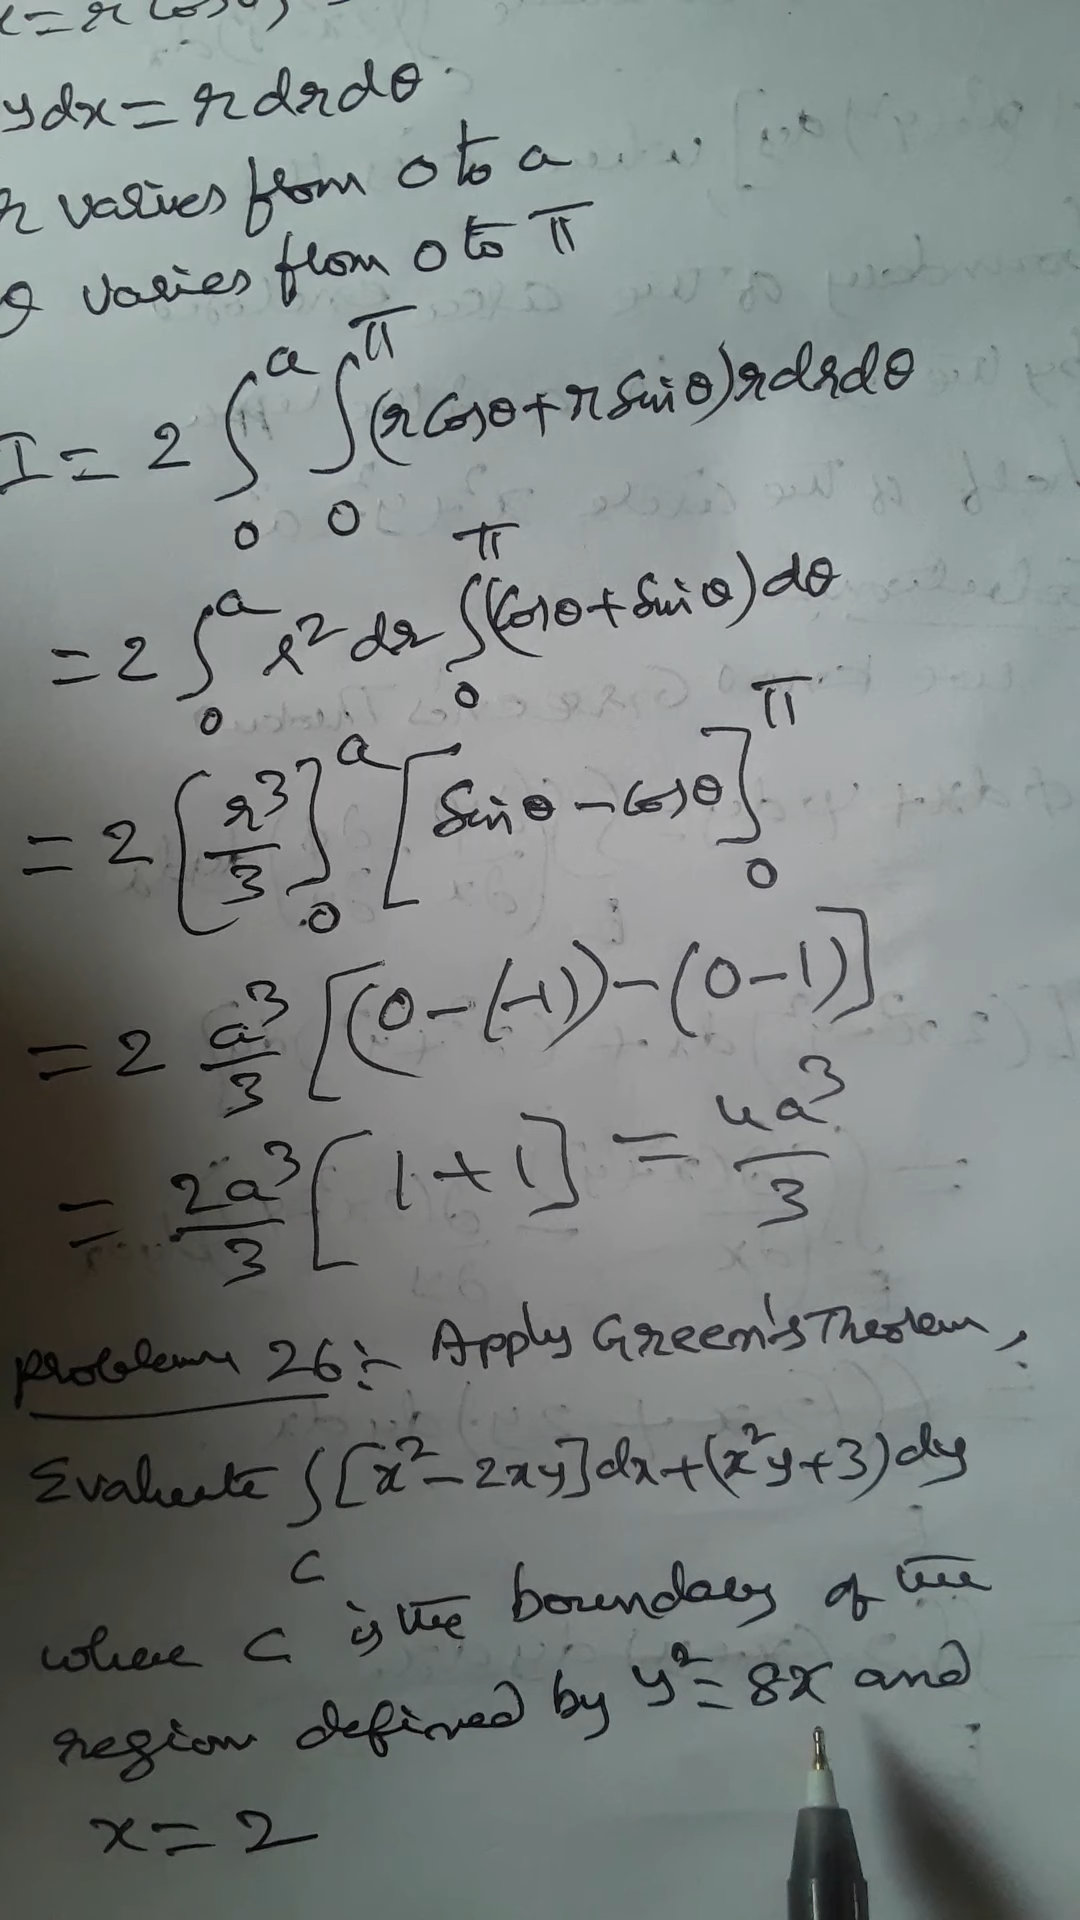 x = r cosθ,
ydx = r dr dθ.
r varies from 0 to a
θ varies from 0 to π
I = 2 ∫₀^a ∫₀^π (r cosθ + r sinθ) r dr dθ
= 2 ∫₀^a r² dr ∫₀^π (cosθ + sinθ) dθ
= 2 [r³/3]₀^a [sinθ - cosθ]₀^π
= 2 a³/3 [(0-(-1)) - (0-1)]
= 2a³/3 [1+1] = 4a³/3
Problem 26:- Apply Green's Theorem,
Evaluate ∫_C [x² - 2xy] dx + (x²y + 3) dy
where C is the boundary of the
region defined by y² = 8x and
x = 2